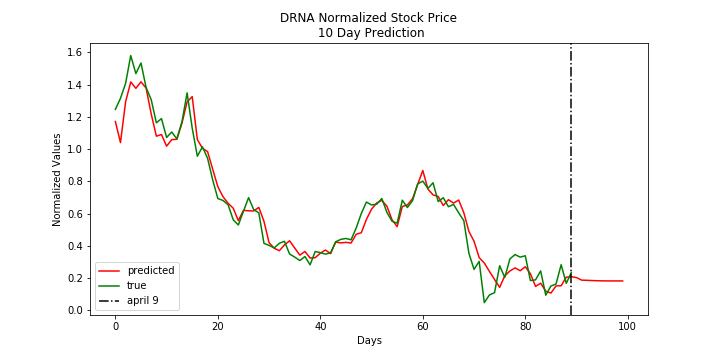 DRNA Normalized Stock Price
10 Day Prediction
Normalized Values
1.6
1.4
1.2
1.0
0.8
0.6
0.4
0.2
0.0
predicted
true
april 9
0
20
40
60
80
100
Days